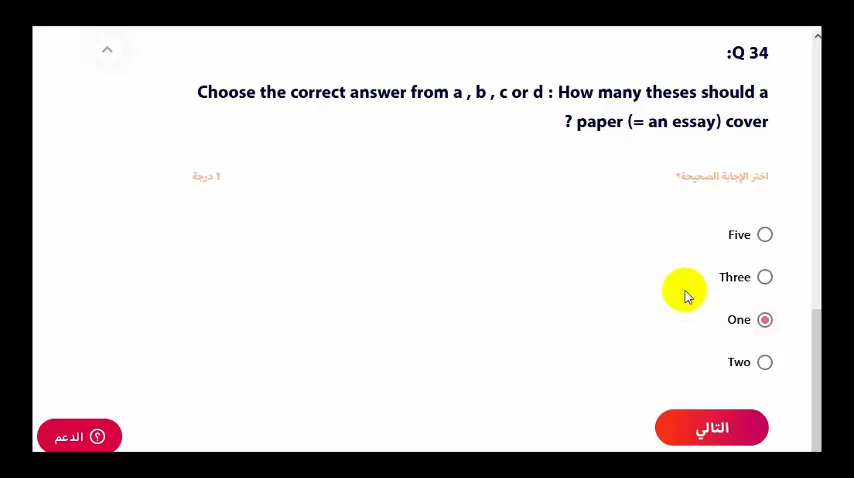 :Q 34
Choose the correct answer from a , b , c or d : How many theses should a
? paper (= an essay) cover
اختر الإجابة الصحيحة*
1 درجة
Five
Three
One
Two
التالي
الدعم